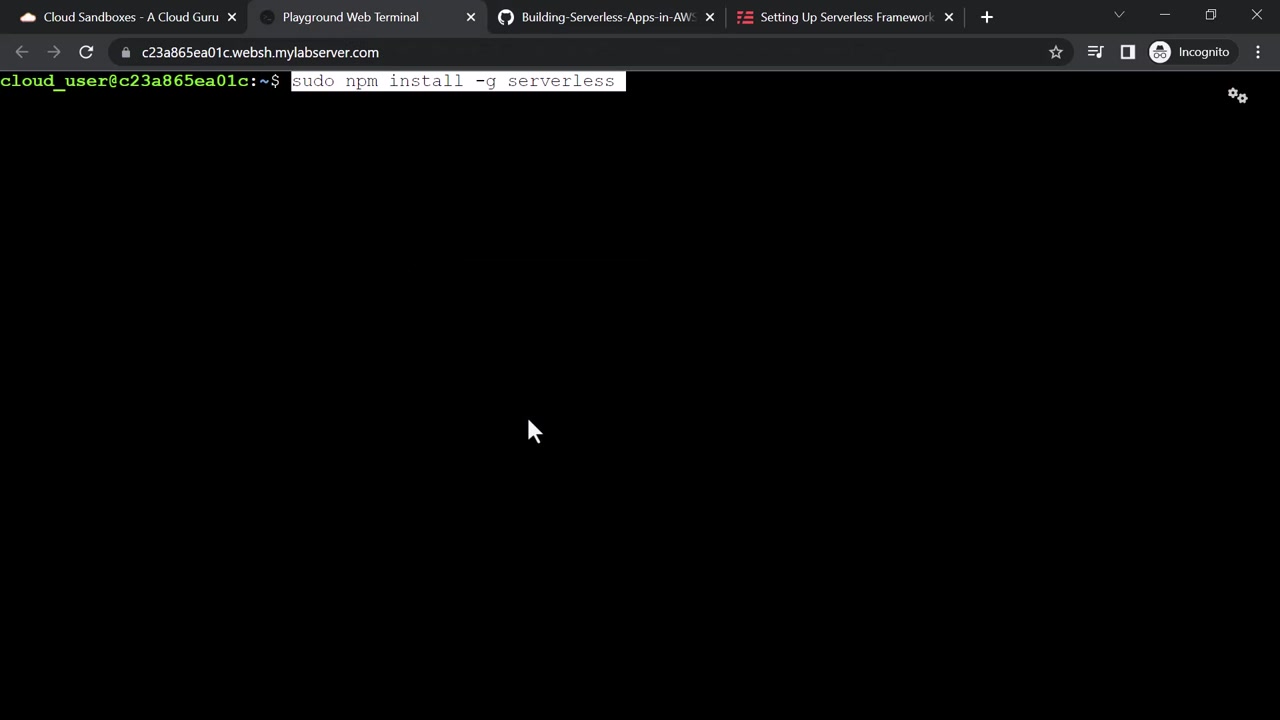 Cloud Sandboxes - A Cloud Guru
Playground Web Terminal
Building-Serverless-Apps-in-AWS
Setting Up Serverless Framework
c23a865ea01c.websh.mylabserver.com
Incognito
cloud_user@c23a865ea01c:~$ sudo npm install -g serverless